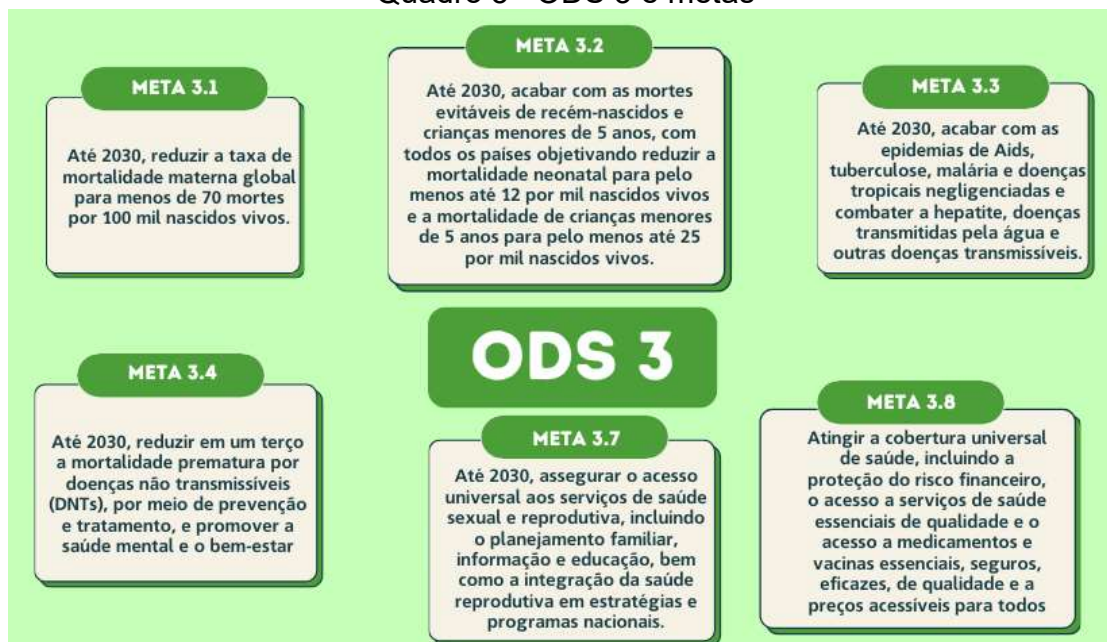 META 3.1
Até 2030, reduzir a taxa de
mortalidade materna global
para menos de 70 mortes
por 100 mil nascidos vivos.
META 3.2
Até 2030, acabar com as mortes
evitáveis de recém-nascidos e
crianças menores de 5 anos, com
todos os países objetivando reduzir a
mortalidade neonatal para pelo
menos até 12 por mil nascidos vivos
e a mortalidade de crianças menores
de 5 anos para pelo menos até 25
por mil nascidos vivos.
META 3.3
Até 2030, acabar com as
epidemias de Aids,
tuberculose, malária e doenças
tropicais negligenciadas e
combater a hepatite, doenças
transmitidas pela água e
outras doenças transmissíveis.
ODS 3
META 3.4
Até 2030, reduzir em um terço
a mortalidade prematura por
doenças não transmissíveis
(DNTs), por meio de prevenção
e tratamento, e promover a
saúde mental e o bem-estar
META 3.7
Até 2030, assegurar o acesso
universal aos serviços de saúde
sexual e reprodutiva, incluindo
o planejamento familiar,
informação e educação, bem
como a integração da saúde
reprodutiva em estratégias e
programas nacionais.
META 3.8
Atingir a cobertura universal
de saúde, incluindo a
proteção do risco financeiro,
o acesso a serviços de saúde
essenciais de qualidade e o
acesso a medicamentos e
vacinas essenciais, seguros,
eficazes, de qualidade e a
preços acessíveis para todos